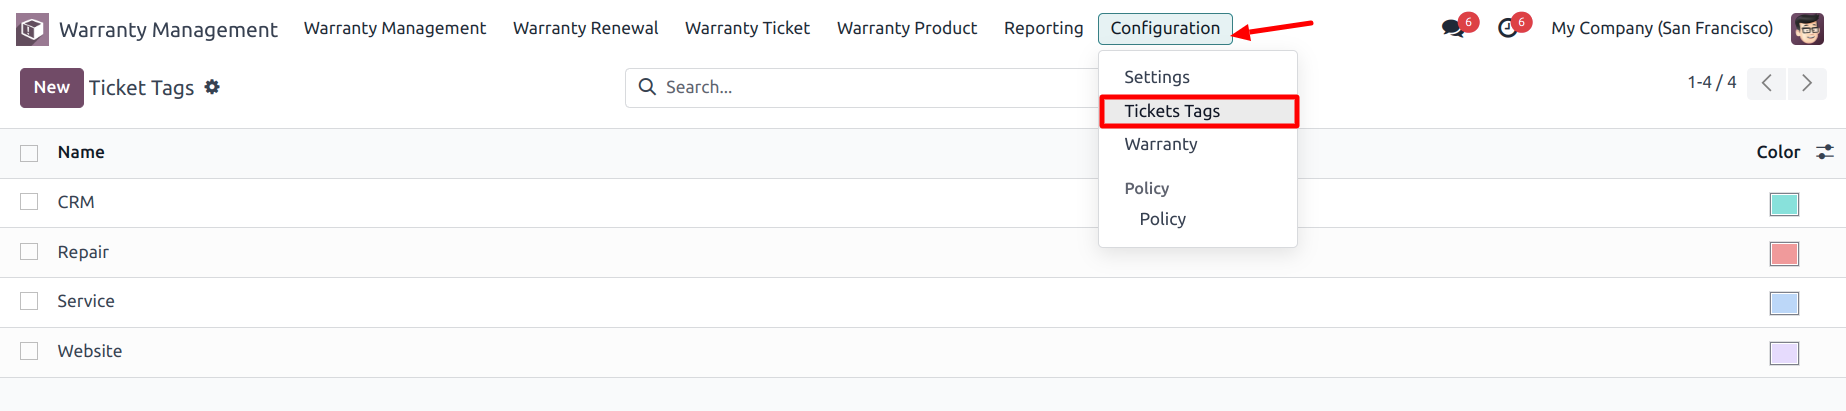 Warranty Management Warranty Management Warranty Renewal Warranty Ticket Warranty Product Reporting Configuration 6 6 My Company (San Francisco)
New Ticket Tags Search... 1-4 / 4
Settings
Tickets Tags
Warranty
Policy
Policy
Name Color
CRM
Repair
Service
Website